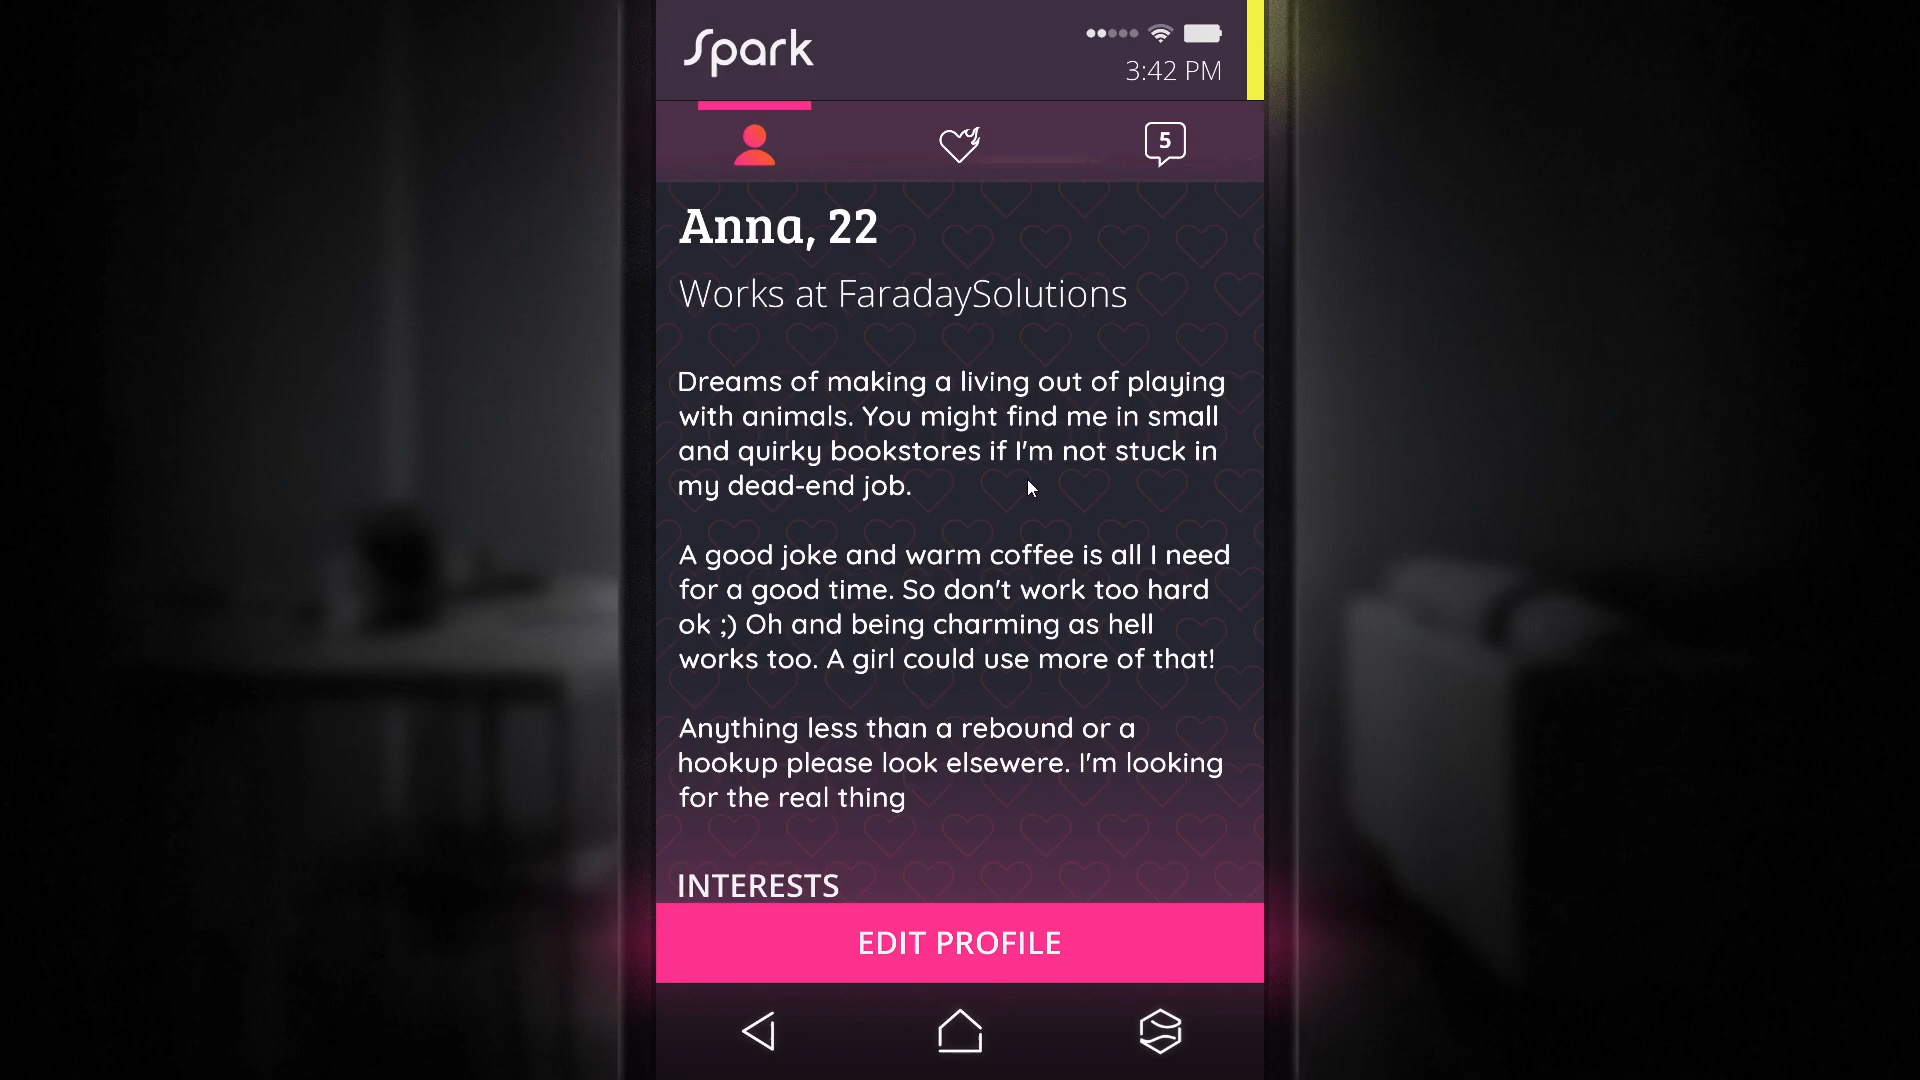 Spark
3:42 PM
5
Anna, 22
Works at FaradaySolutions
Dreams of making a living out of playing
with animals. You might find me in small
and quirky bookstores if I'm not stuck in
my dead-end job.
A good joke and warm coffee is all I need
for a good time. So don't work too hard
ok ;) Oh and being charming as hell
works too. A girl could use more of that!
Anything less than a rebound or a
hookup please look elsewere. I'm looking
for the real thing
INTERESTS
EDIT PROFILE